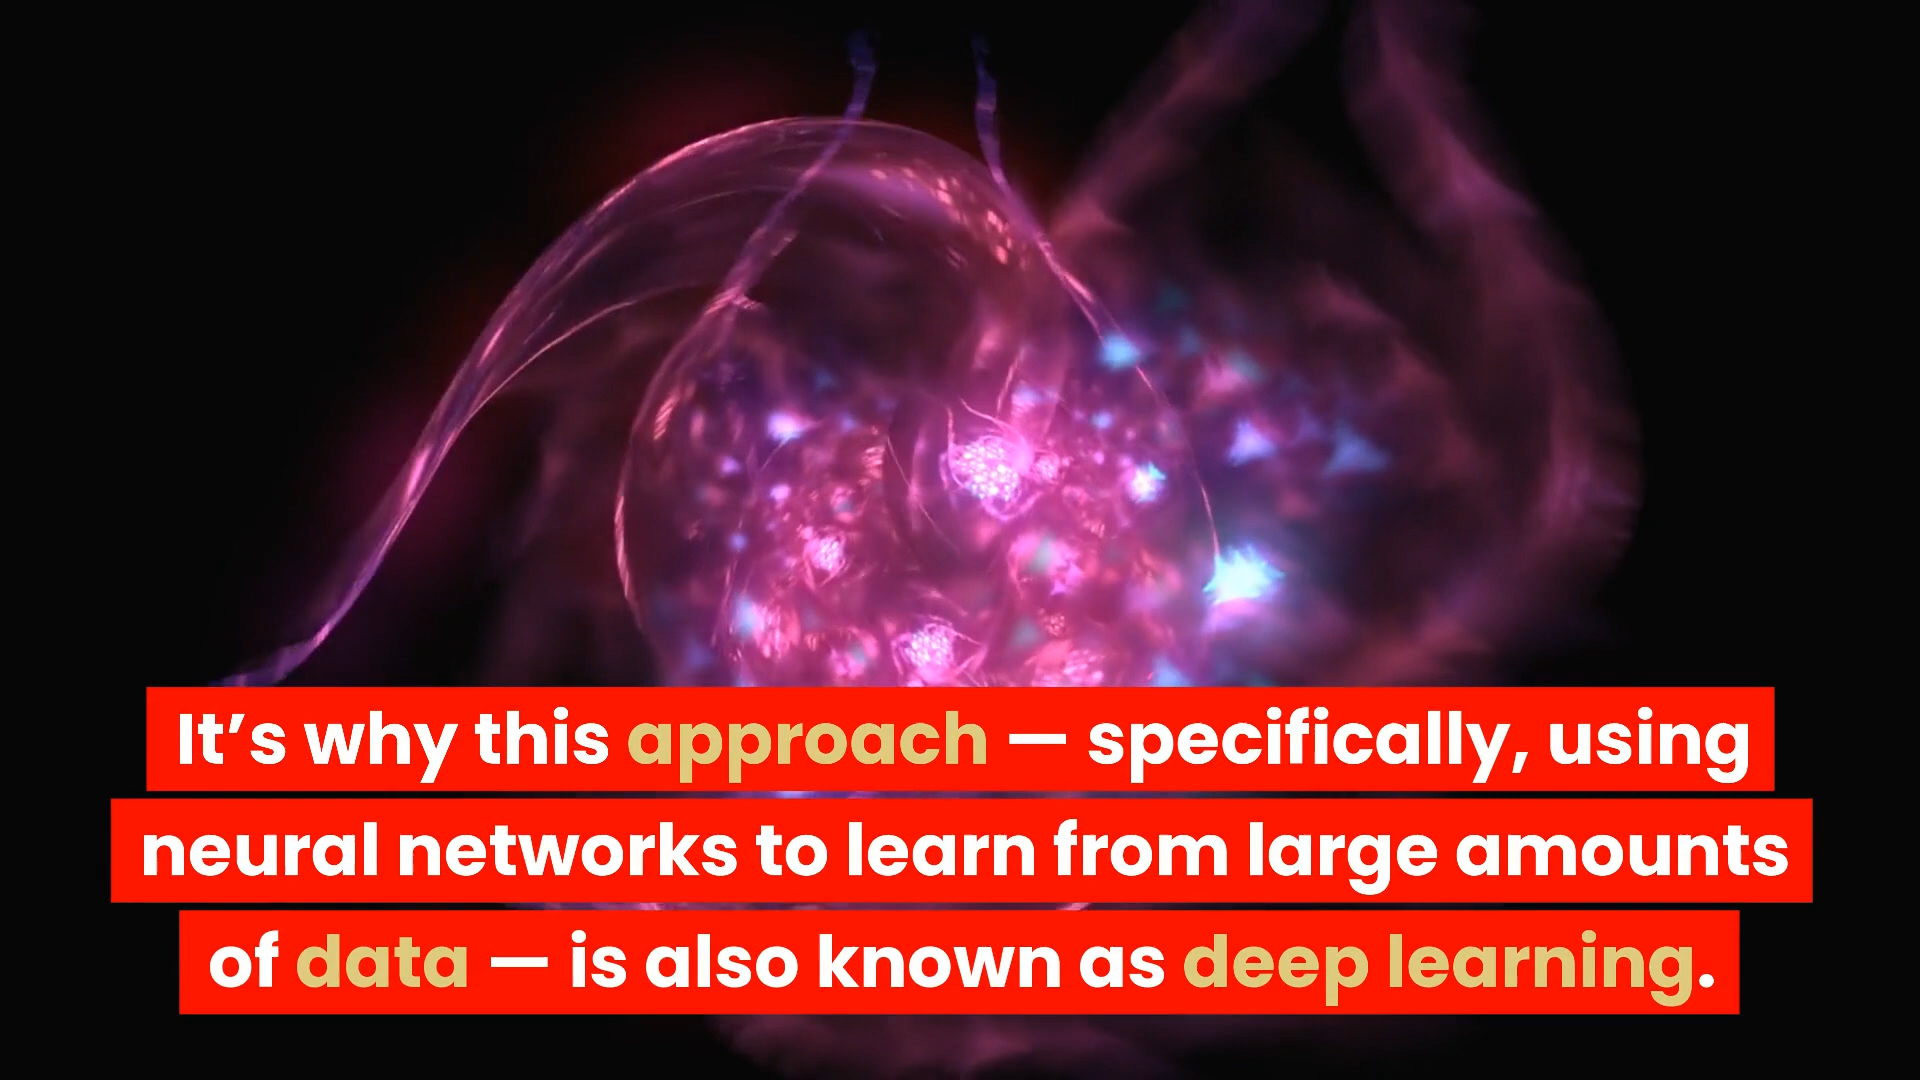 It’s why this approach — specifically, using
neural networks to learn from large amounts
of data — is also known as deep learning.